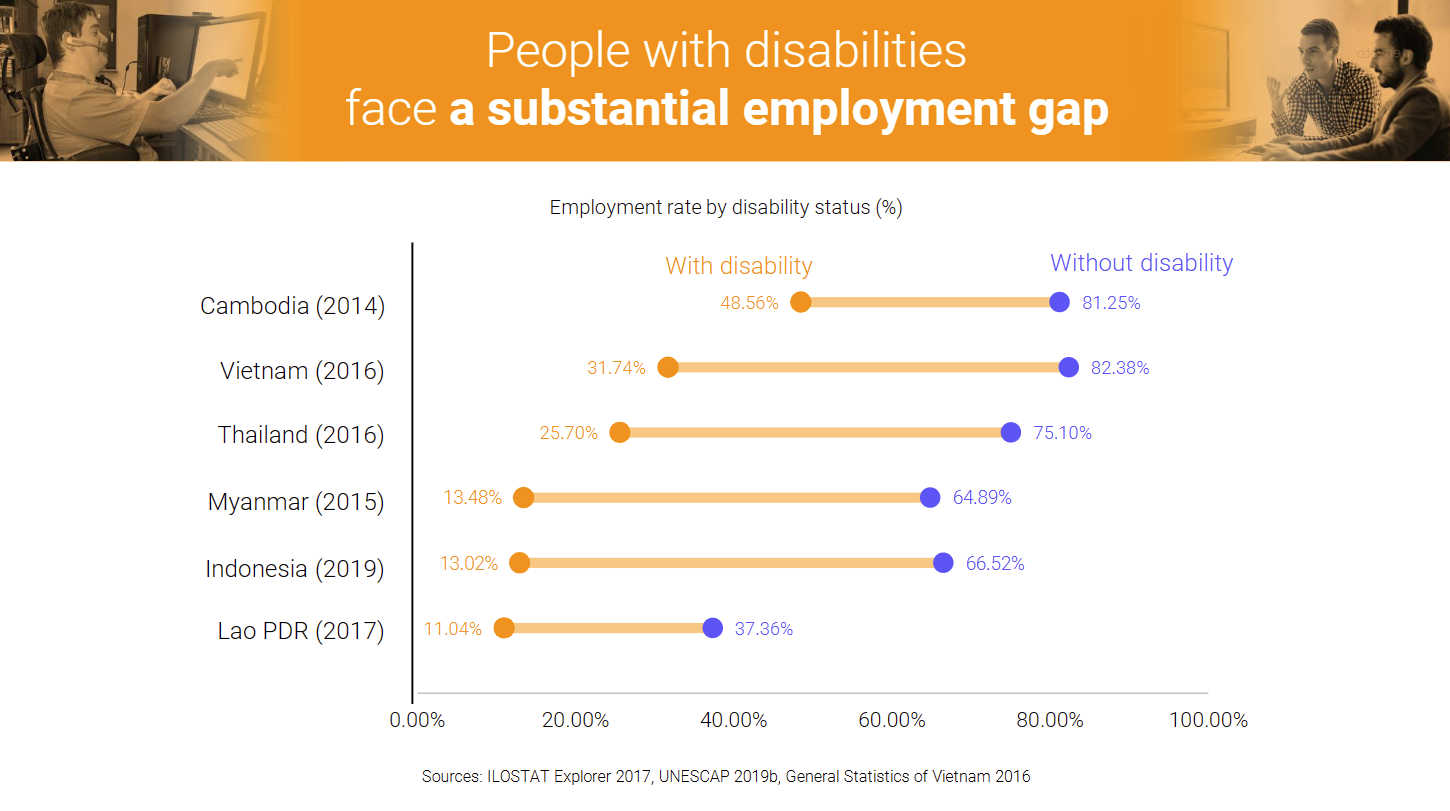 People with disabilities
face a substantial employment gap
Employment rate by disability status (%)
With disability
Without disability
Cambodia (2014)
48.56%
81.25%
Vietnam (2016)
31.74%
82.38%
Thailand (2016)
25.70%
75.10%
Myanmar (2015)
13.48%
64.89%
Indonesia (2019)
13.02%
66.52%
Lao PDR (2017)
11.04%
37.36%
0.00%
20.00%
40.00%
60.00%
80.00%
100.00%
Sources: ILOSTAT Explorer 2017, UNESCAP 2019b, General Statistics of Vietnam 2016